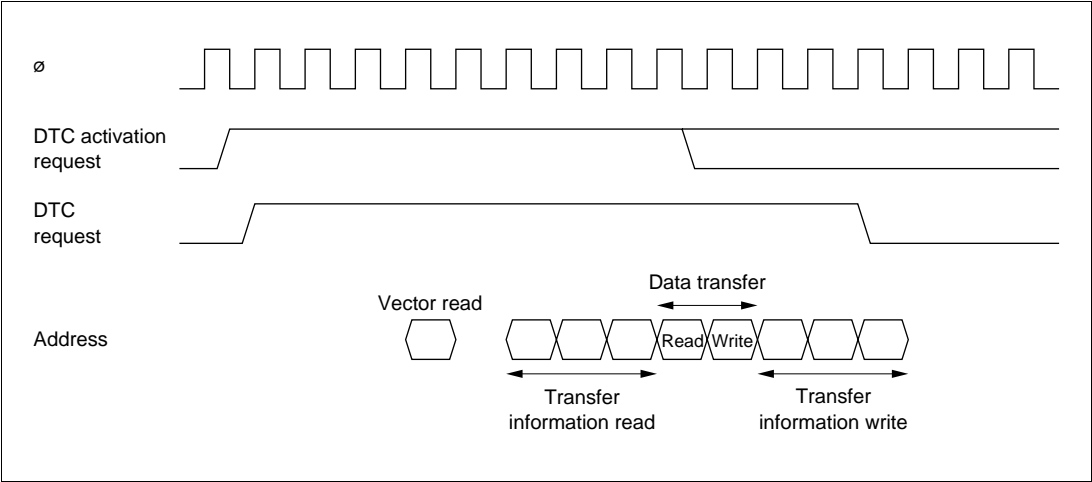 ø
DTC activation
request
DTC
request
Data transfer
Vector read
Address
Read Write
Transfer
information read
Transfer
information write